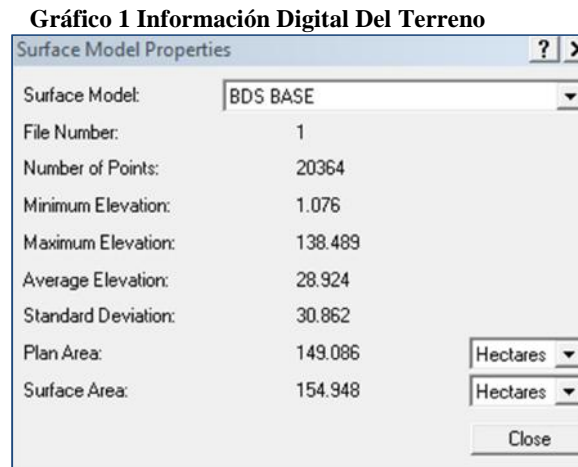 Gráfico 1 Información Digital Del Terreno
Surface Model Properties ? X
Surface Model: BDS BASE
File Number: 1
Number of Points: 20364
Minimum Elevation: 1.076
Maximum Elevation: 138.489
Average Elevation: 28.924
Standard Deviation: 30.862
Plan Area: 149.086 Hectares
Surface Area: 154.948 Hectares
Close